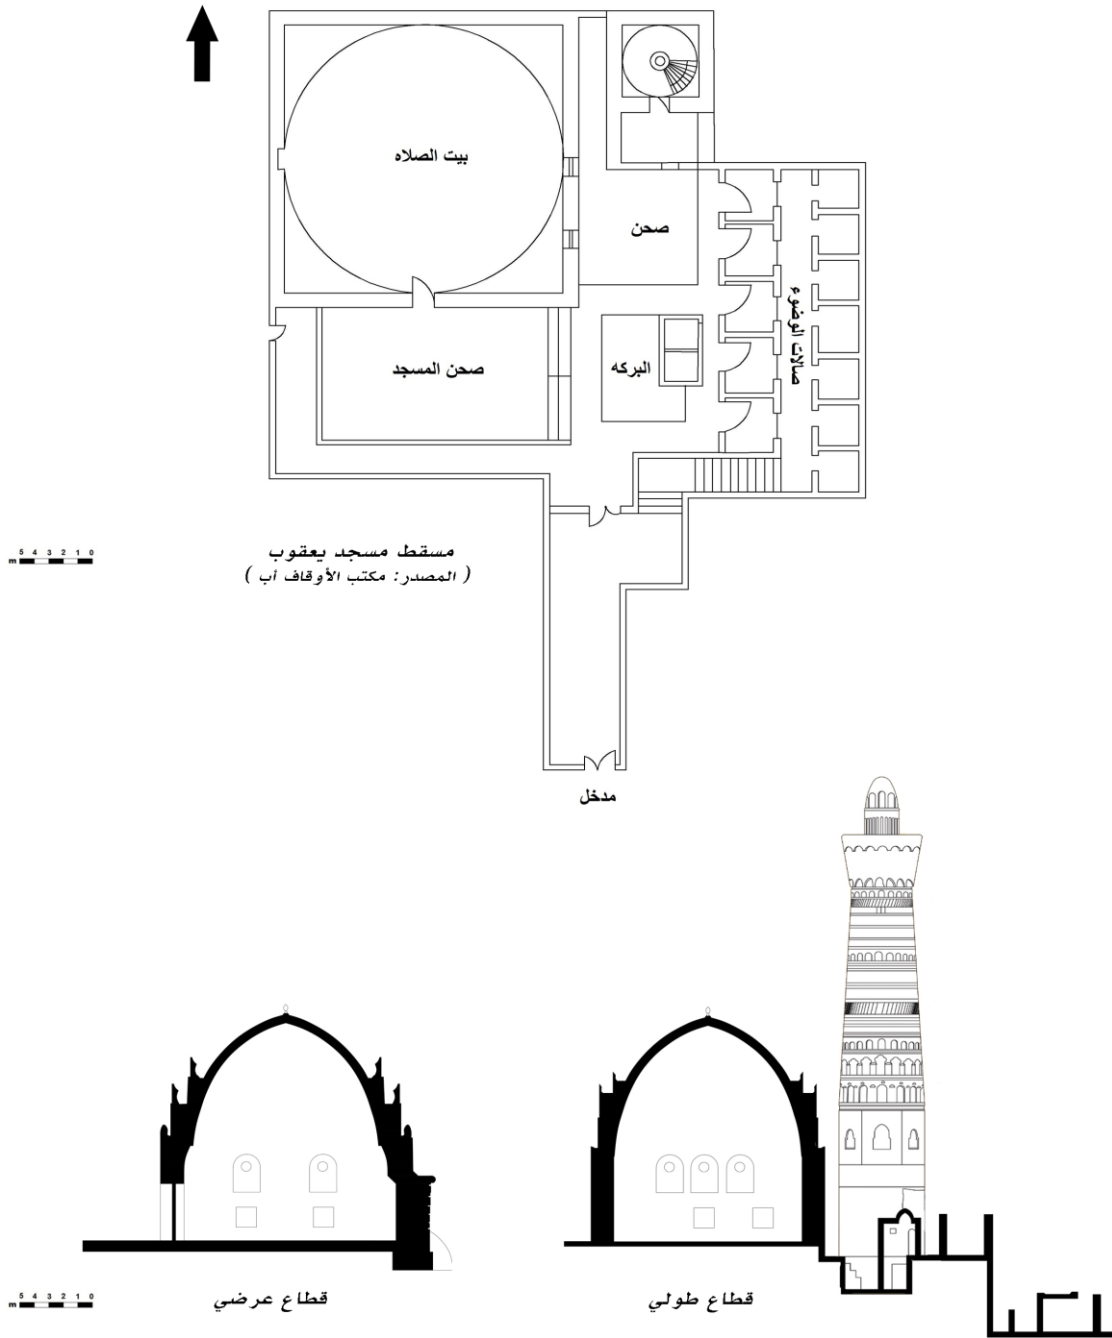 بيت الصلاه
صحن
صحن المسجد
البركه
صالات الوضوء
5 4 3 2 1 0
m
مسقط مسجد يعقوب
( المصدر: مكتب الأوقاف أب )
مدخل
5 4 3 2 1 0
m
قطاع عرضي
قطاع طولي